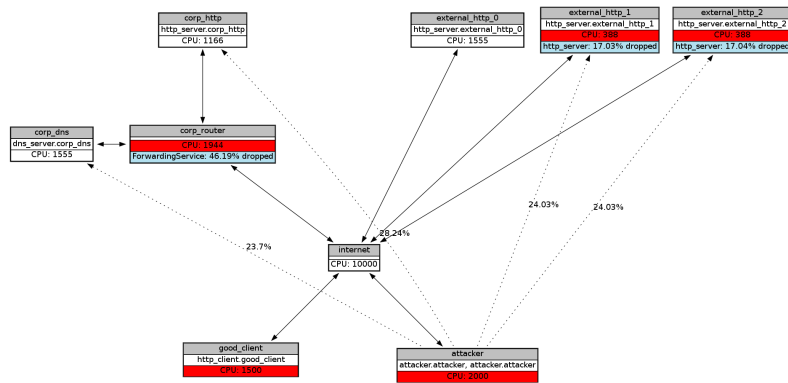 corp_http
http_server.corp_http
CPU: 1166
external_http_0
http_server.external_http_0
CPU: 1555
external_http_1
http_server.external_http_1
CPU: 388
http_server: 17.03% dropped
external_http_2
http_server.external_http_2
CPU: 388
http_server: 17.04% dropped
corp_dns
dns_server.corp_dns
CPU: 1555
corp_router
CPU: 1944
ForwardingService: 46.19% dropped
24.03%
24.03%
28.24%
23.7%
internet
CPU: 10000
good_client
http_client.good_client
CPU: 1500
attacker
attacker.attacker, attacker.attacker
CPU: 2000